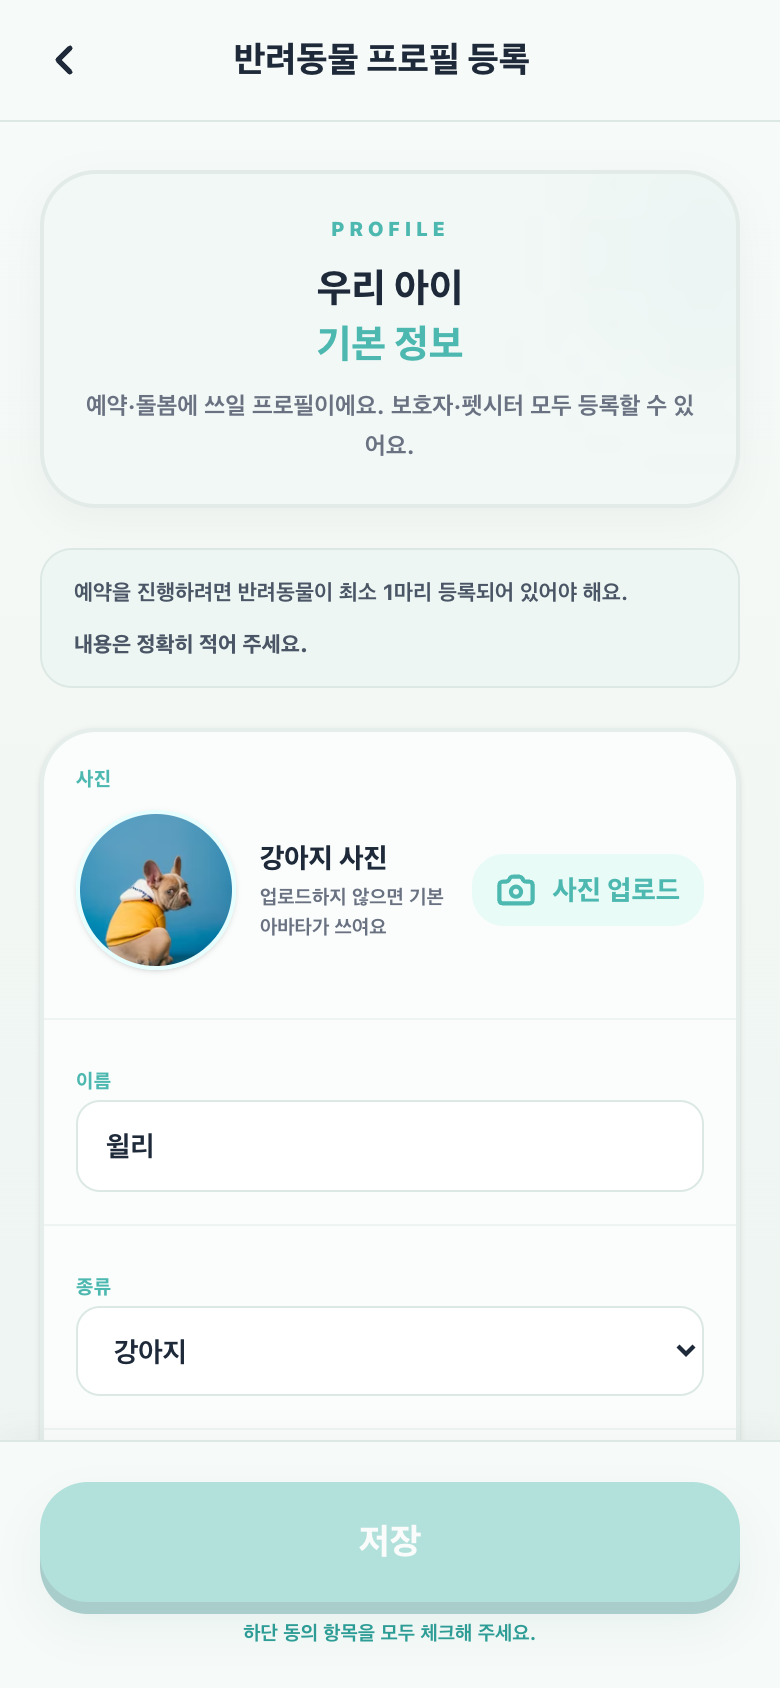 반려동물 프로필 등록
PROFILE
우리 아이
기본 정보
예약·돌봄에 쓰일 프로필이에요. 보호자·펫시터 모두 등록할 수 있
어요.
예약을 진행하려면 반려동물이 최소 1마리 등록되어 있어야 해요.
내용은 정확히 적어 주세요.
사진
강아지 사진
업로드하지 않으면 기본
아바타가 쓰여요
사진 업로드
이름
윌리
종류
강아지
저장
하단 동의 항목을 모두 체크해 주세요.